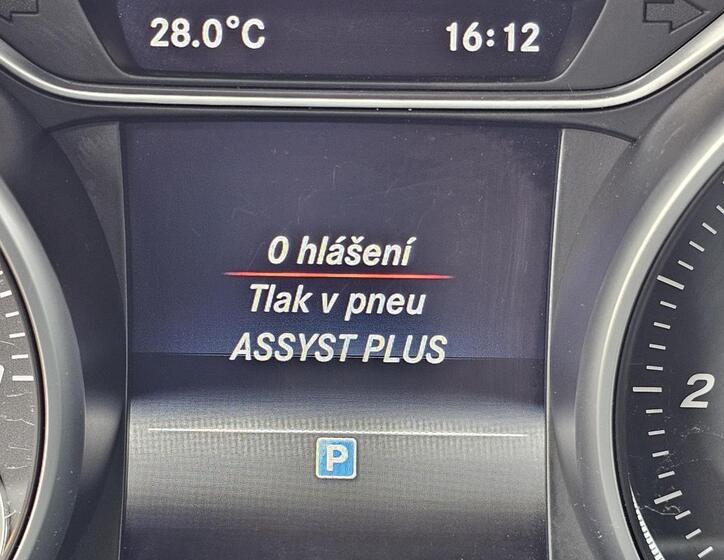 28.0°C 16:12
0 hlášení
Tlak v pneu
ASSYST PLUS
P
2